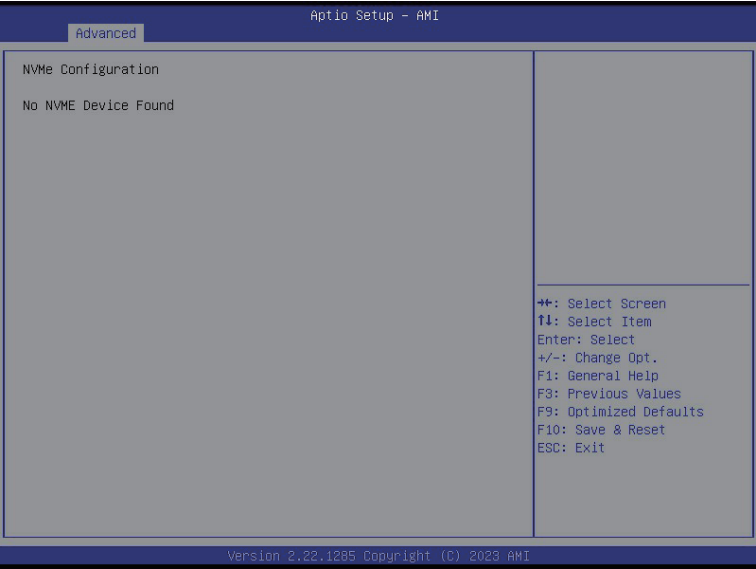 Aptio Setup – AMI
Advanced
NVMe Configuration
No NVME Device Found
→←: Select Screen
↑↓: Select Item
Enter: Select
+/-: Change Opt.
F1: General Help
F3: Previous Values
F9: Optimized Defaults
F10: Save & Reset
ESC: Exit
Version 2.22.1285 Copyright (C) 2023 AMI